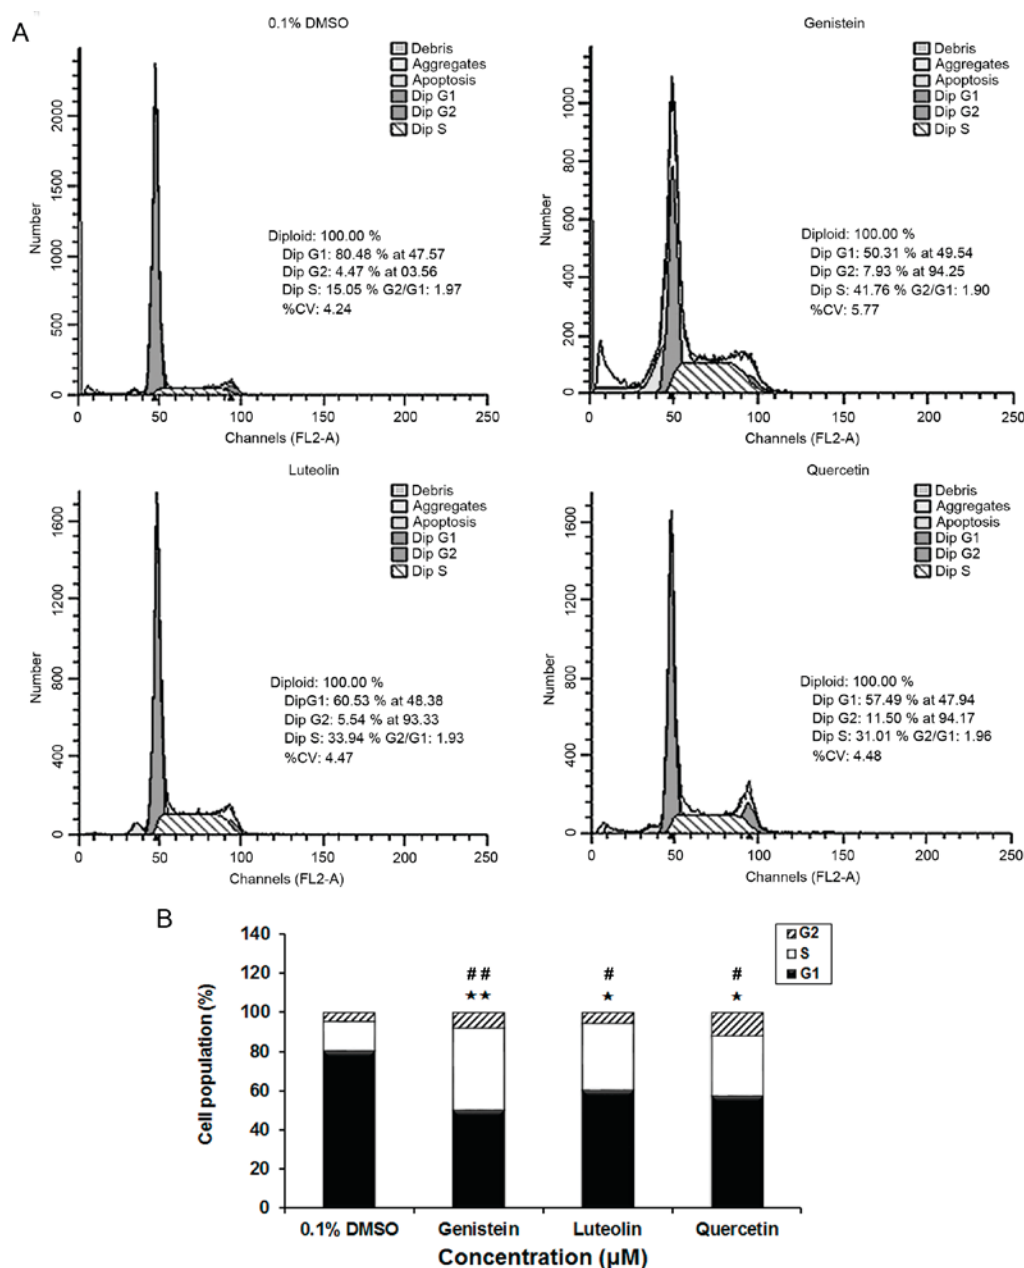 A
0.1% DMSO
Debris
Aggregates
Apoptosis
Dip G1
Dip G2
Dip S
Number
2000
1500
1000
500
0
Diploid: 100.00 %
Dip G1: 80.48 % at 47.57
Dip G2: 4.47 % at 03.56
Dip S: 15.05 % G2/G1: 1.97
%CV: 4.24
0 50 100 150 200 250
Channels (FL2-A)
Genistein
Debris
Aggregates
Apoptosis
Dip G1
Dip G2
Dip S
Number
1000
800
600
400
200
0
Diploid: 100.00 %
Dip G1: 50.31 % at 49.54
Dip G2: 7.93 % at 94.25
Dip S: 41.76 % G2/G1: 1.90
%CV: 5.77
0 50 100 150 200 250
Channels (FL2-A)
Luteolin
Debris
Aggregates
Apoptosis
Dip G1
Dip G2
Dip S
Number
1600
1200
800
400
0
Diploid: 100.00 %
DipG1: 60.53 % at 48.38
Dip G2: 5.54 % at 93.33
Dip S: 33.94 % G2/G1: 1.93
%CV: 4.47
0 50 100 150 200 250
Channels (FL2-A)
Quercetin
Debris
Aggregates
Apoptosis
Dip G1
Dip G2
Dip S
Number
1600
1200
800
400
0
Diploid: 100.00 %
Dip G1: 57.49 % at 47.94
Dip G2: 11.50 % at 94.17
Dip S: 31.01 % G2/G1: 1.96
%CV: 4.48
0 50 100 150 200 250
Channels (FL2-A)
B
Cell population (%)
140
120
100
80
60
40
20
0
G2
S
G1
# # # #
★★ ★ ★
0.1% DMSO Genistein Luteolin Quercetin
Concentration (µM)